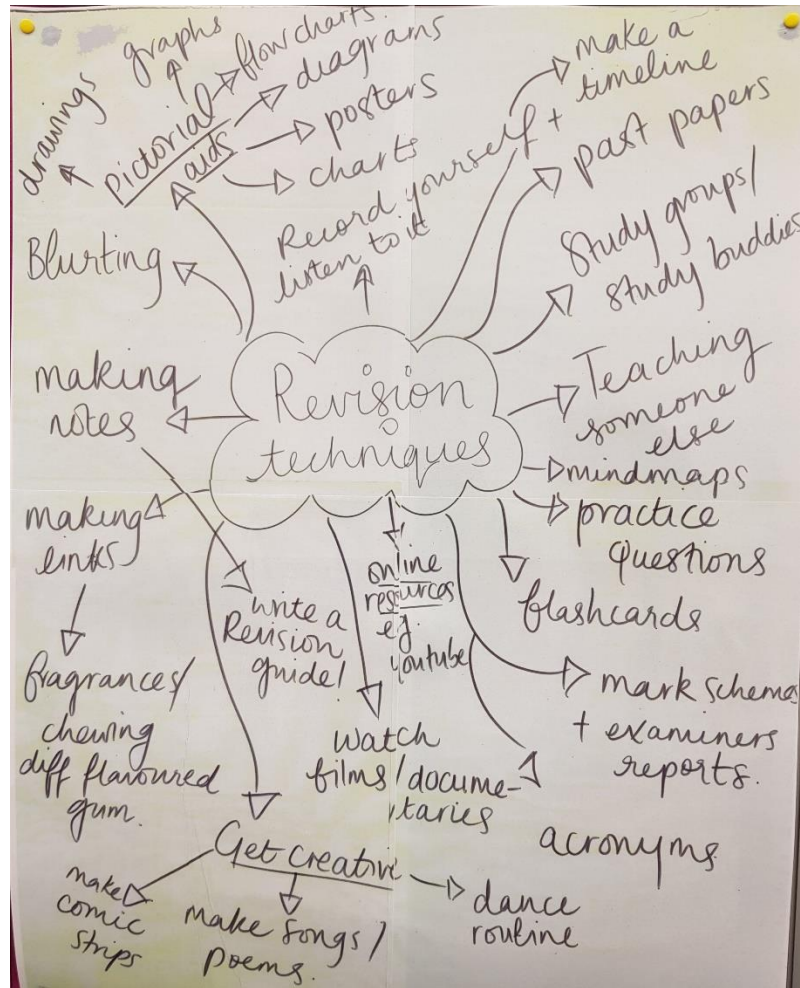 Revision
techniques
Pictorial
aids
drawings
graphs
flowcharts.
diagrams
posters
charts
Record yourself +
listen to it
make a
timeline
past papers
Study groups/
study buddies
Teaching
someone
else
mindmaps
practice
questions
flashcards
mark schemes
+ examiners
reports.
acronyms
online
resources
eg.
youtube
Watch
films/docume-
ntaries
Get creative
dance
routine
make songs/
poems.
make
comic
strips
Blurting
making
notes
write a
Revision
guide!
making
links
fragrances/
chewing
diff flavoured
gum.